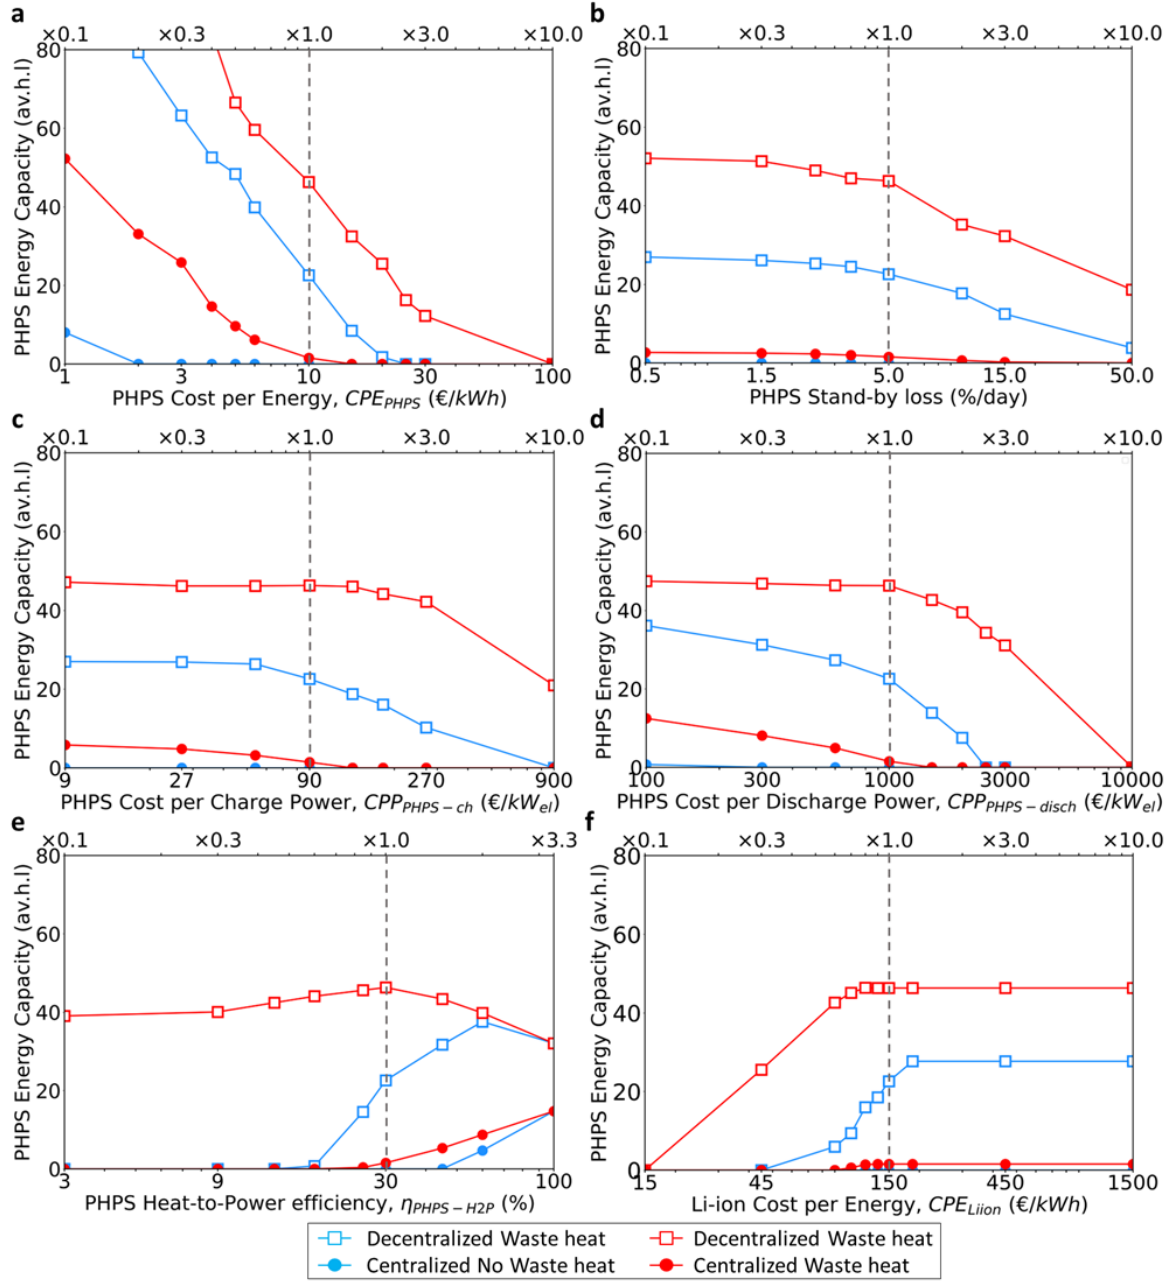 a
×0.1 ×0.3 ×1.0 ×3.0 ×10.0
80
60
40
20
0
1 3 10 30 100
PHPS Energy Capacity (av.h.l)
PHPS Cost per Energy, CPE_PHPS (€/kWh)
b
×0.1 ×0.3 ×1.0 ×3.0 ×10.0
80
60
40
20
0
0.5 1.5 5.0 15.0 50.0
PHPS Energy Capacity (av.h.l)
PHPS Stand-by loss (%/day)
c
×0.1 ×0.3 ×1.0 ×3.0 ×10.0
80
60
40
20
0
9 27 90 270 900
PHPS Energy Capacity (av.h.l)
PHPS Cost per Charge Power, CPP_PHPS−ch (€/kW_el)
d
×0.1 ×0.3 ×1.0 ×3.0 ×10.0
80
60
40
20
0
100 300 1000 3000 10000
PHPS Energy Capacity (av.h.l)
PHPS Cost per Discharge Power, CPP_PHPS−disch (€/kW_el)
e
×0.1 ×0.3 ×1.0 ×3.3
80
60
40
20
0
3 9 30 100
PHPS Energy Capacity (av.h.l)
PHPS Heat-to-Power efficiency, η_PHPS−H2P (%)
f
×0.1 ×0.3 ×1.0 ×3.0 ×10.0
80
60
40
20
0
15 45 150 450 1500
PHPS Energy Capacity (av.h.l)
Li-ion Cost per Energy, CPE_Liion (€/kWh)
Decentralized Waste heat
Decentralized Waste heat
Centralized No Waste heat
Centralized Waste heat